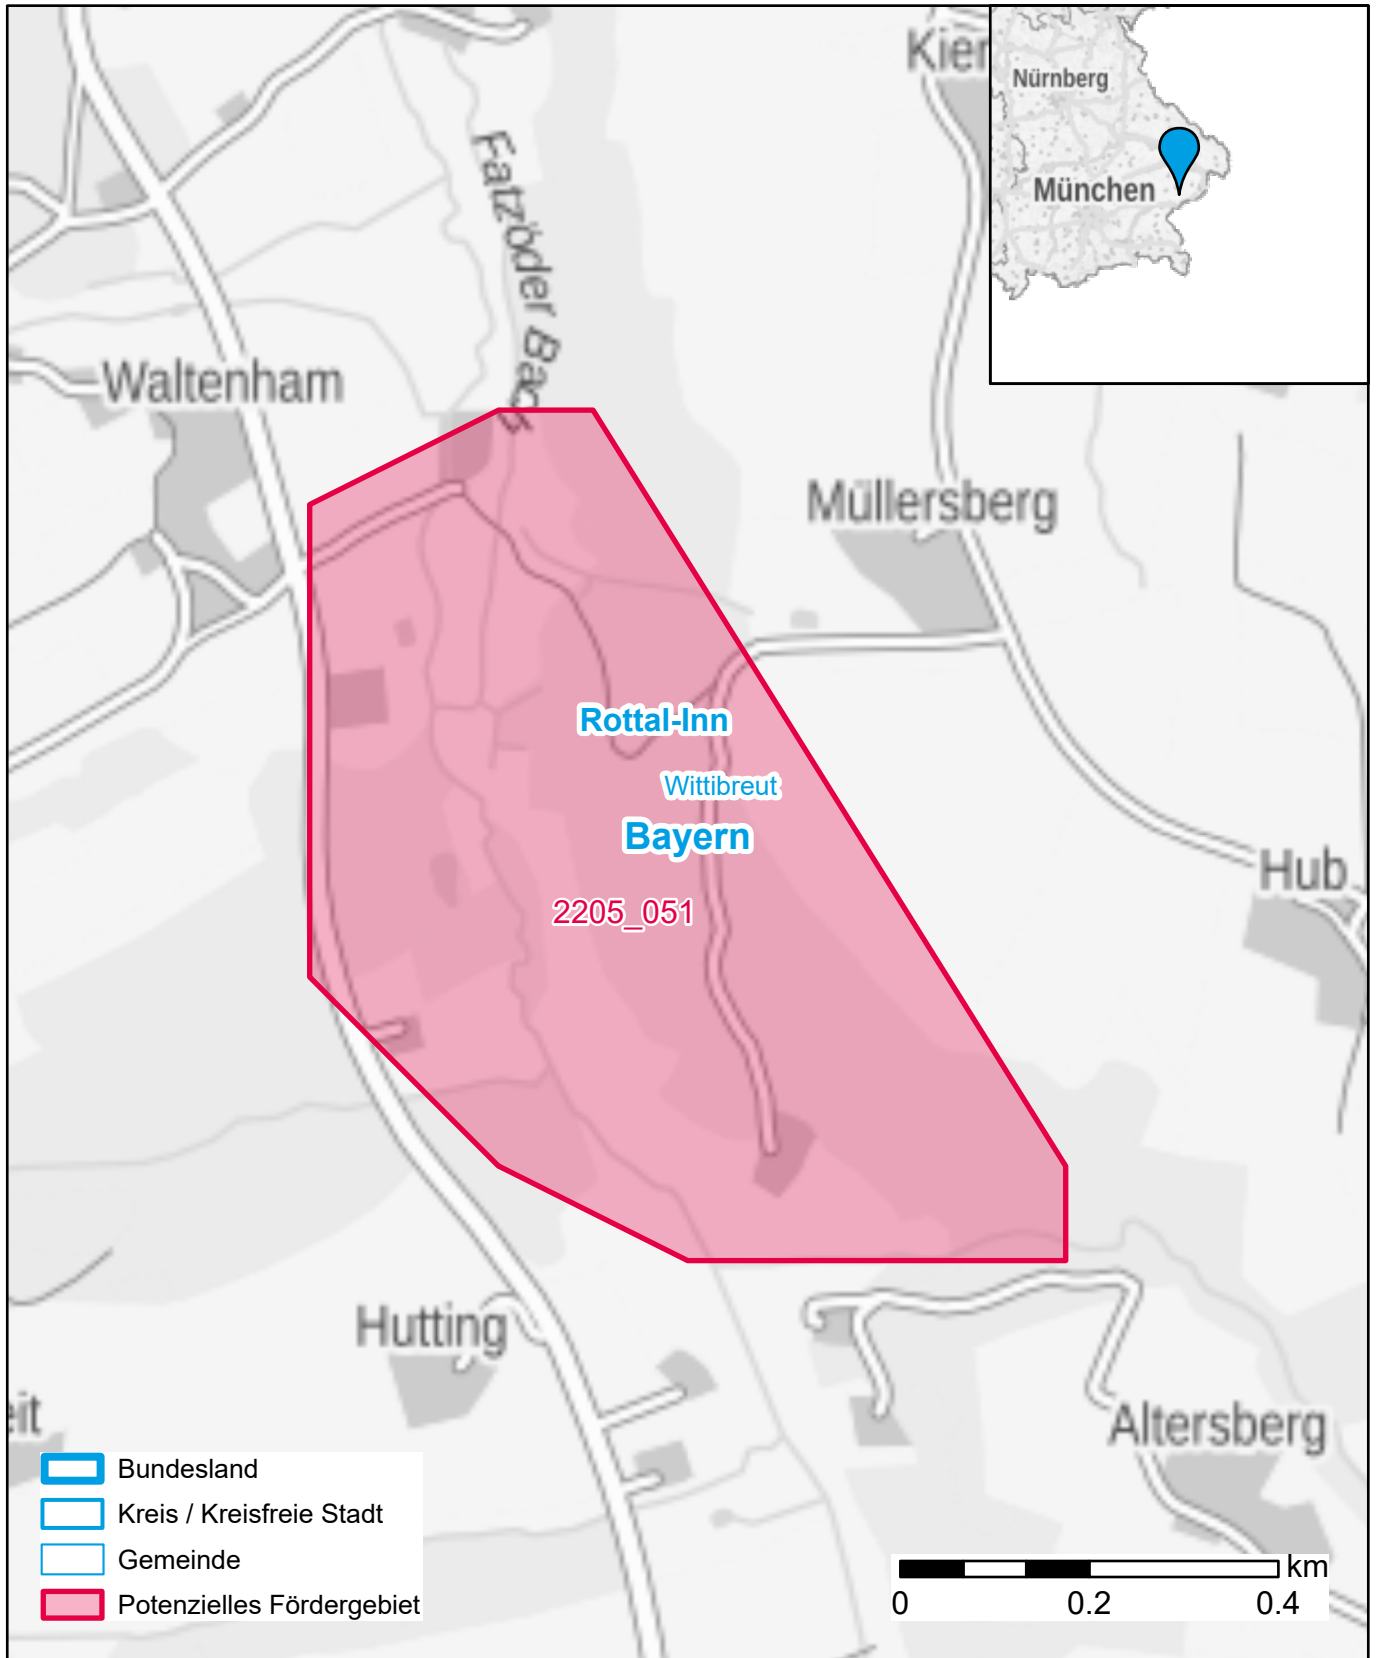 Kier
Nürnberg
München
Fatzöder Bach
Waltenham
Müllersberg
Rottal-Inn
Wittibreut
Bayern
Hub
2205_051
Hutting
eit
Altersberg
Bundesland
Kreis / Kreisfreie Stadt
Gemeinde
Potenzielles Fördergebiet
km
0 0.2 0.4